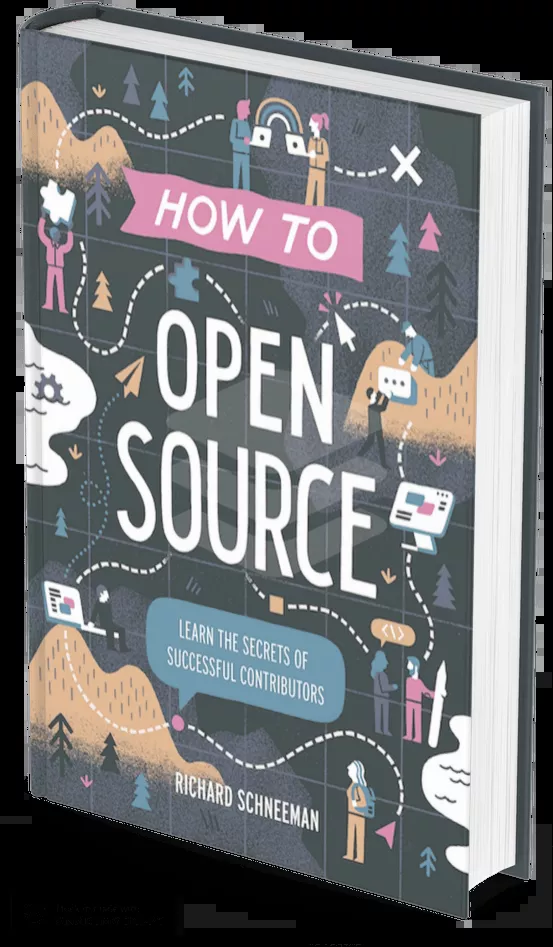 HOW TO
OPEN
SOURCE
<\>
LEARN THE SECRETS OF
SUCCESSFUL CONTRIBUTORS
RICHARD SCHNEEMAN